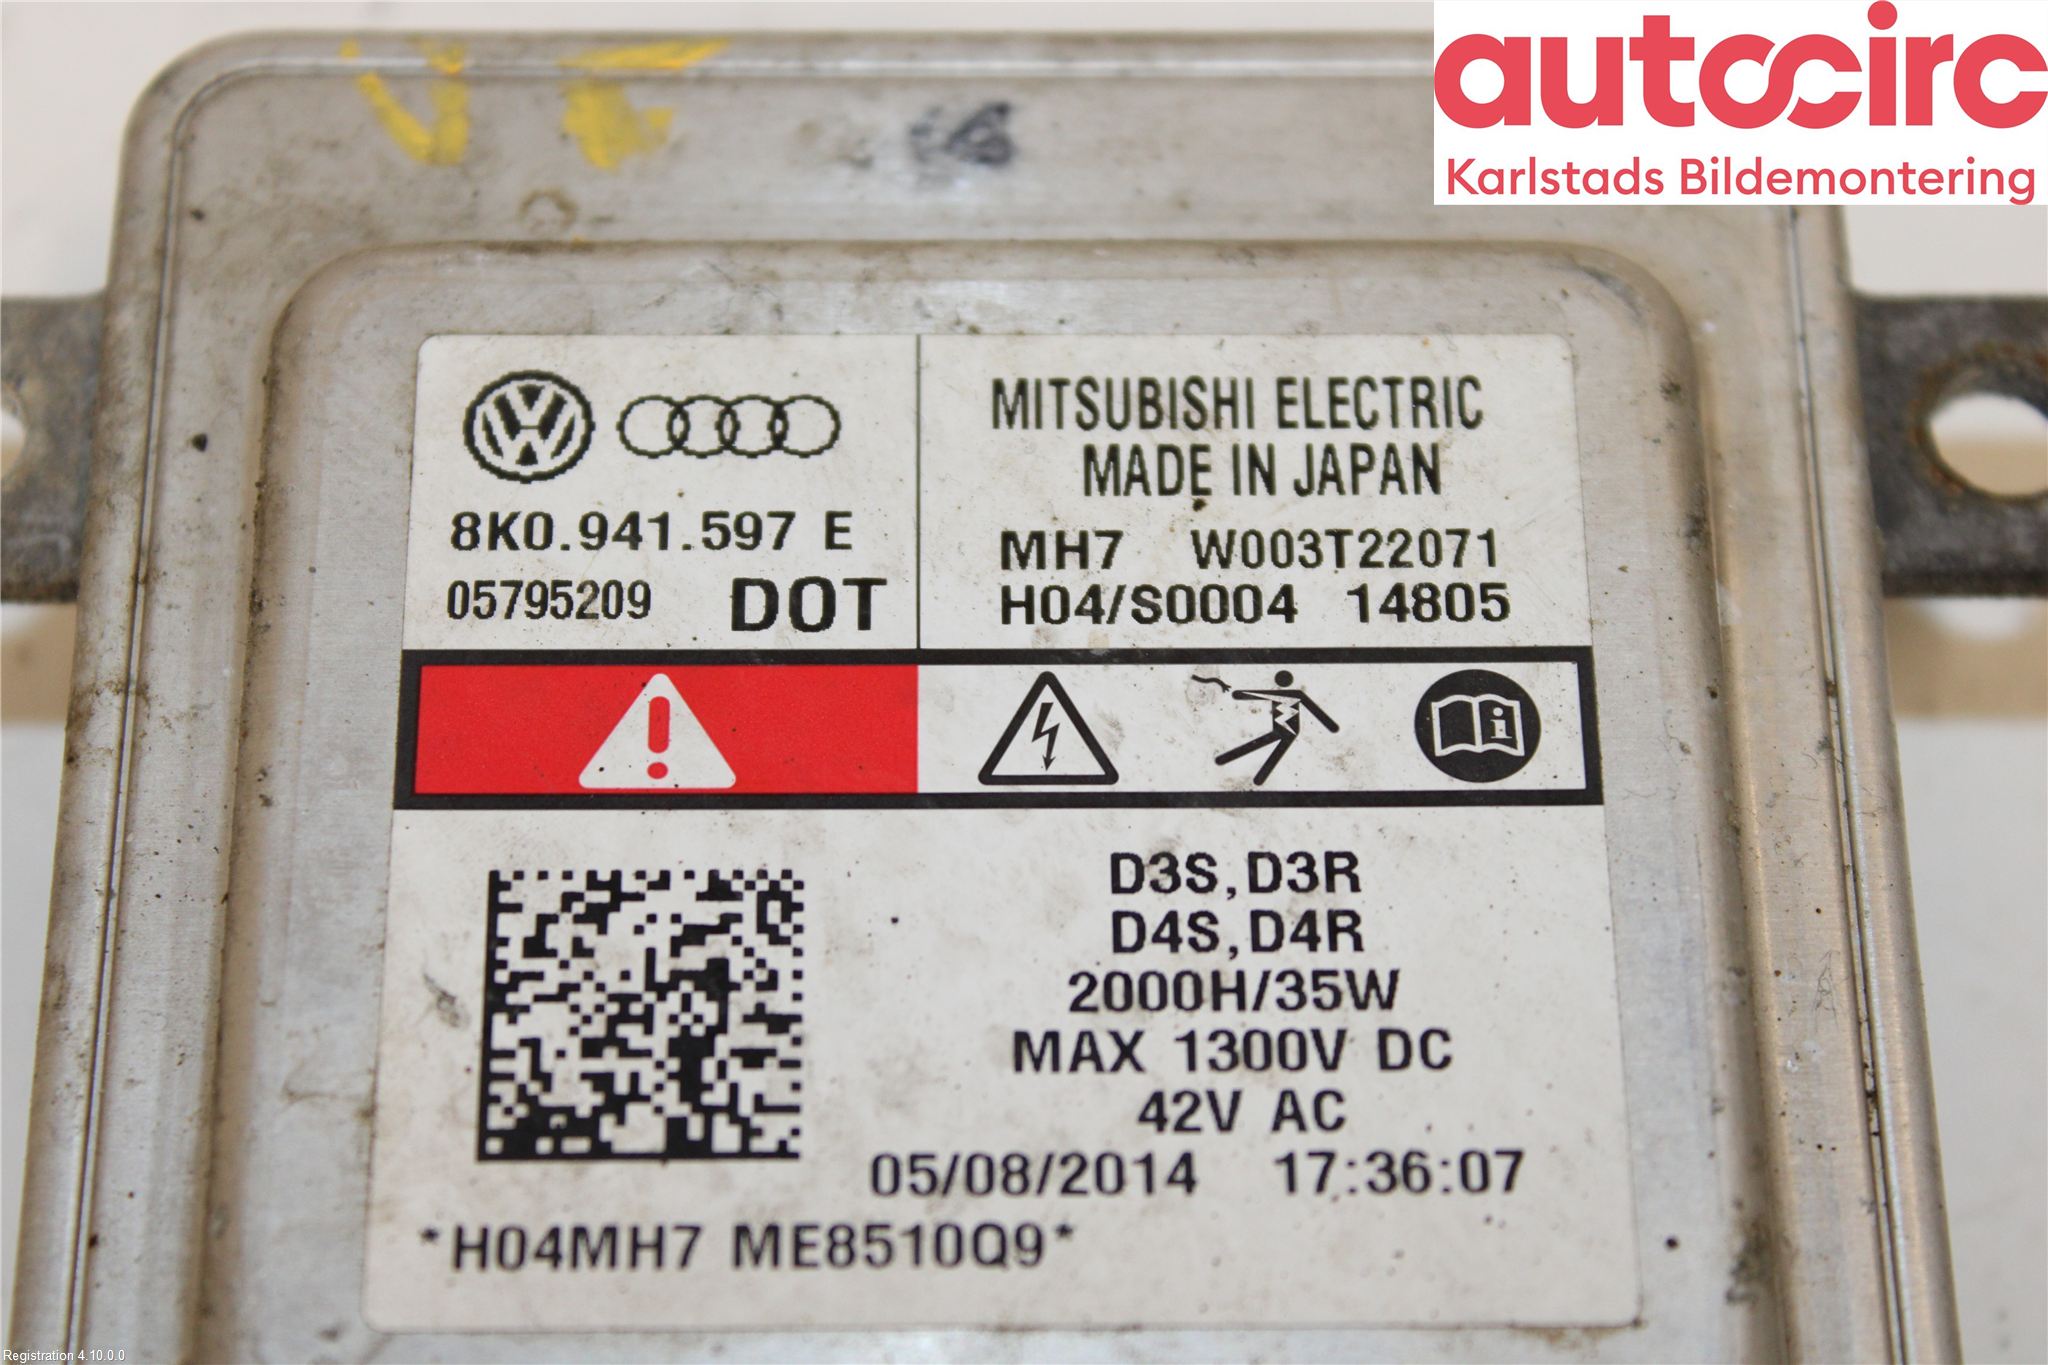 autocirc
Karlstads Bildemontering
8K0.941.597 E
05795209 DOT
MITSUBISHI ELECTRIC
MADE IN JAPAN
MH7 W003T22071
H04/S0004 14805
D3S,D3R
D4S,D4R
2000H/35W
MAX 1300V DC
42V AC
05/08/2014 17:36:07
*H04MH7 ME8510Q9*
Registration 4.10.0.0